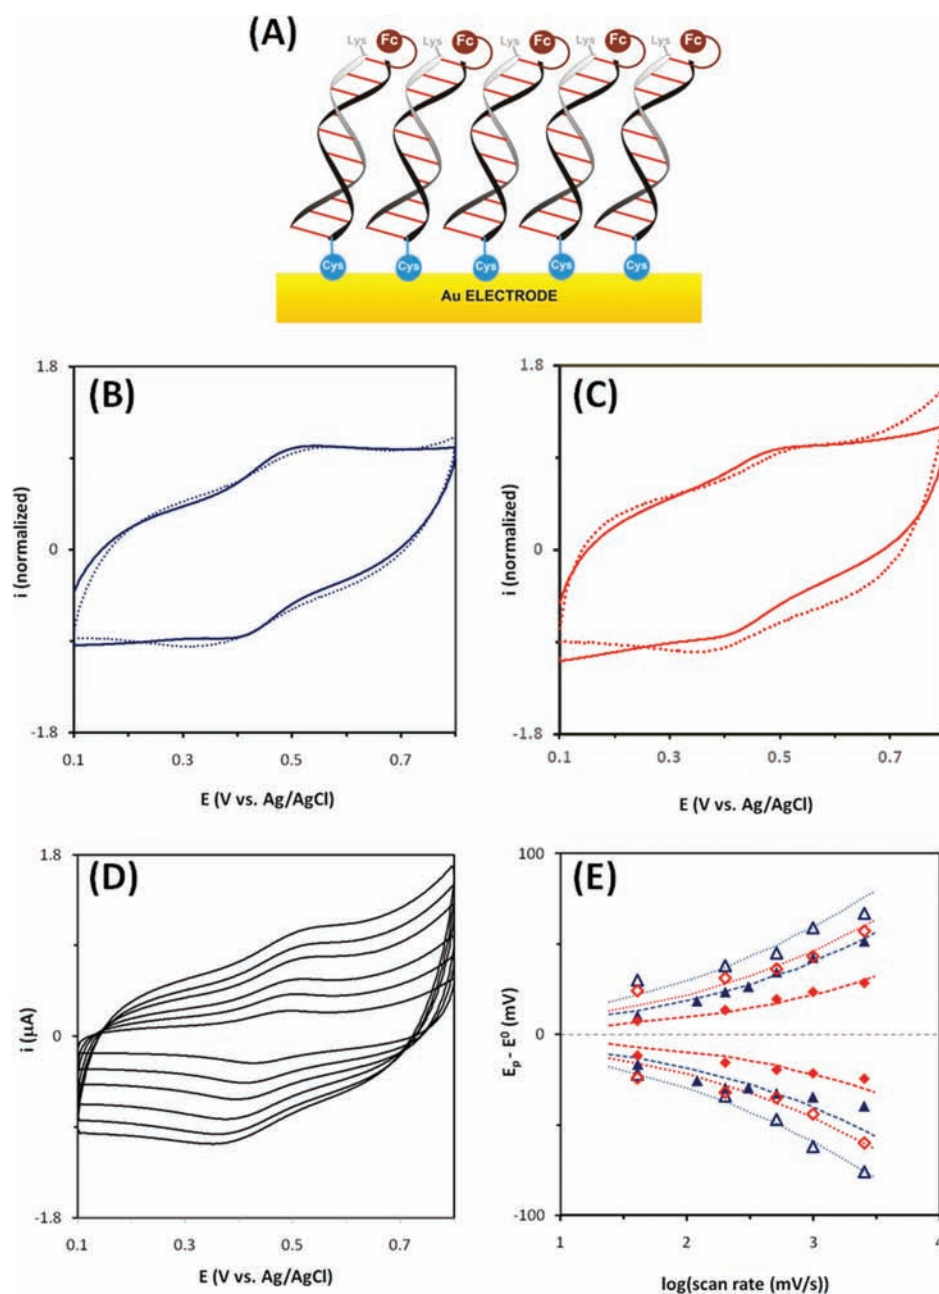 (A)
Lys Fc Lys Fc Lys Fc Lys Fc Lys Fc
Cys Cys Cys Cys Cys
Au ELECTRODE
(B)
1.8
0
-1.8
i (normalized)
0.1 0.3 0.5 0.7
E (V vs. Ag/AgCl)
(C)
1.8
0
-1.8
i (normalized)
0.1 0.3 0.5 0.7
E (V vs. Ag/AgCl)
(D)
1.8
0
-1.8
i (μA)
0.1 0.3 0.5 0.7
E (V vs. Ag/AgCl)
(E)
100
0
-100
Ep - E0 (mV)
1 2 3 4
log(scan rate (mV/s))